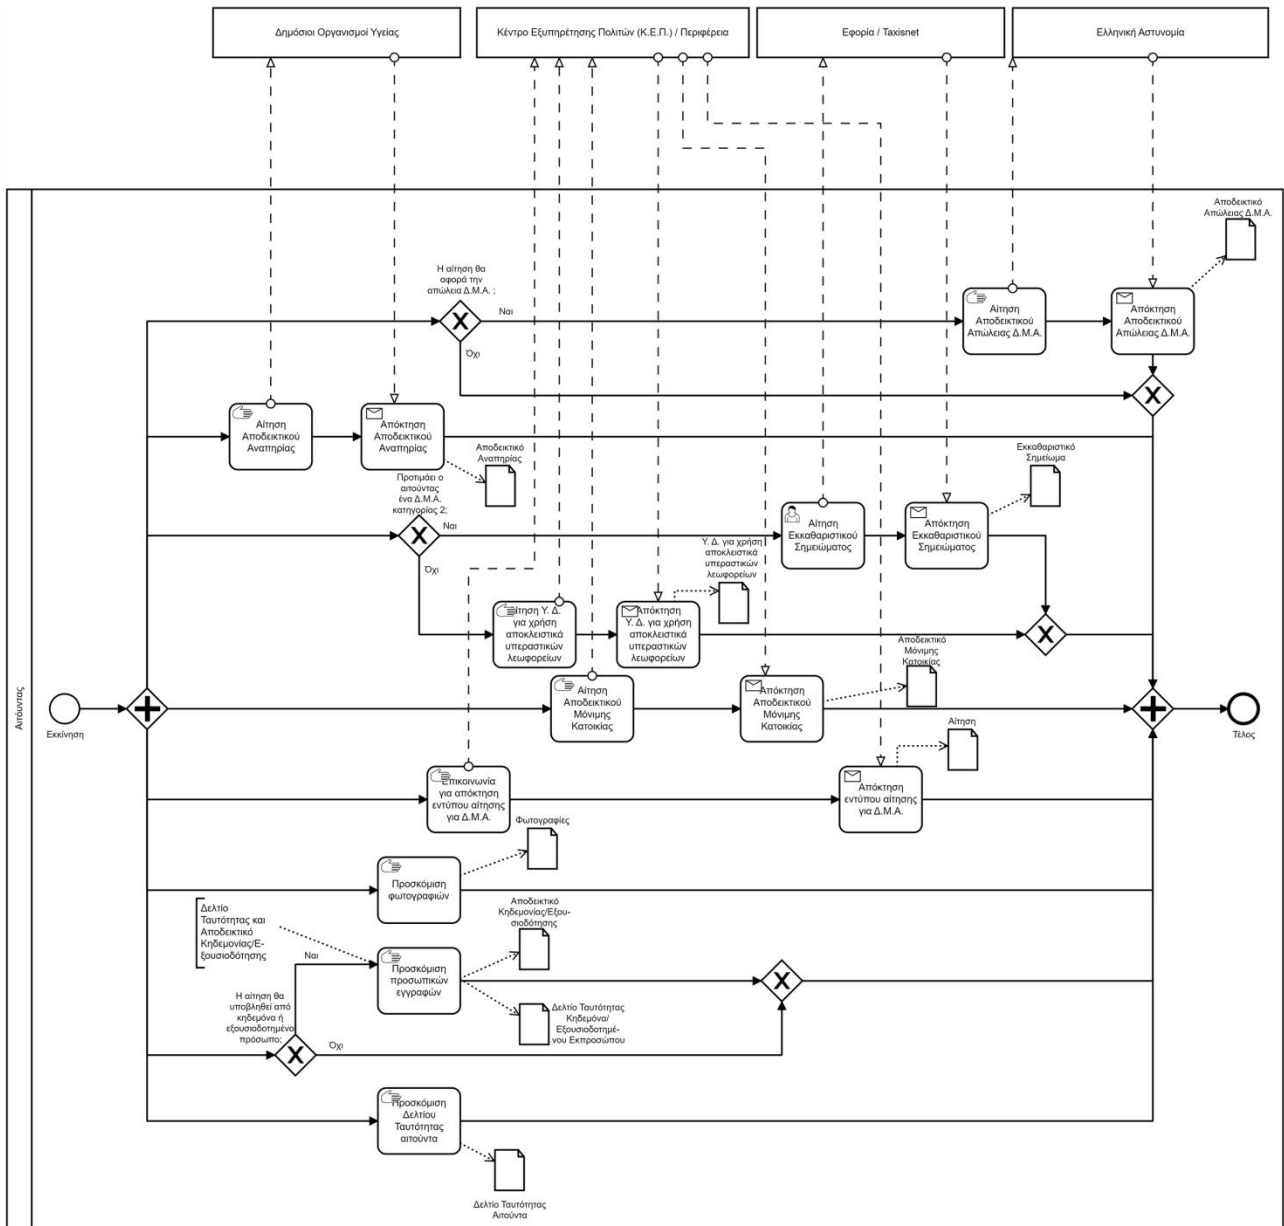 Δημόσιοι Οργανισμοί Υγείας
Κέντρο Εξυπηρέτησης Πολιτών (Κ.Ε.Π.) / Περιφέρεια
Εφορία / Taxisnet
Ελληνική Αστυνομία
Αιτούντας
Αποδεικτικό
Απώλειας Δ.Μ.Α.
Η αίτηση θα
αφορά την
απώλεια Δ.Μ.Α. ;
Ναι
Όχι
Αίτηση
Αποδεικτικού
Απώλειας Δ.Μ.Α.
Απόκτηση
Αποδεικτικού
Απώλειας Δ.Μ.Α.
Αίτηση
Αποδεικτικού
Αναπηρίας
Απόκτηση
Αποδεικτικού
Αναπηρίας
Αποδεικτικό
Αναπηρίας
Προτιμάει ο
αιτούντας
ένα Δ.Μ.Α.
κατηγορίας 2;
Ναι
Όχι
Αίτηση
Εκκαθαριστικού
Σημειώματος
Απόκτηση
Εκκαθαριστικού
Σημειώματος
Εκκαθαριστικό
Σημείωμα
Υ. Δ. για χρήση
αποκλειστικά
υπεραστικών
λεωφορείων
Αίτηση Υ. Δ.
για χρήση
αποκλειστικά
υπεραστικών
λεωφορείων
Απόκτηση
Υ. Δ. για χρήση
αποκλειστικά
υπεραστικών
λεωφορείων
Αποδεικτικό
Μόνιμης
Κατοικίας
Εκκίνηση
Αίτηση
Αποδεικτικού
Μόνιμης
Κατοικίας
Απόκτηση
Αποδεικτικού
Μόνιμης
Κατοικίας
Τέλος
Αίτηση
Επικοινωνία
για απόκτηση
εντύπου αίτησης
για Δ.Μ.Α.
Απόκτηση
εντύπου αίτησης
για Δ.Μ.Α.
Φωτογραφίες
Προσκόμιση
φωτογραφιών
Δελτίο
Ταυτότητας και
Αποδεικτικό
Κηδεμονίας/Ε-
ξουσιοδότησης
Αποδεικτικό
Κηδεμονίας/Εξου-
σιοδότησης
Ναι
Προσκόμιση
προσωπικών
εγγραφών
Η αίτηση θα
υποβληθεί από
κηδεμόνα ή
εξουσιοδοτημένο
πρόσωπο;
Όχι
Δελτίο Ταυτότητας
Κηδεμόνα/
Εξουσιοδοτημέ-
νου Εκπροσώπου
Προσκόμιση
Δελτίου
Ταυτότητας
αιτούντα
Δελτίο Ταυτότητας
Αιτούντα